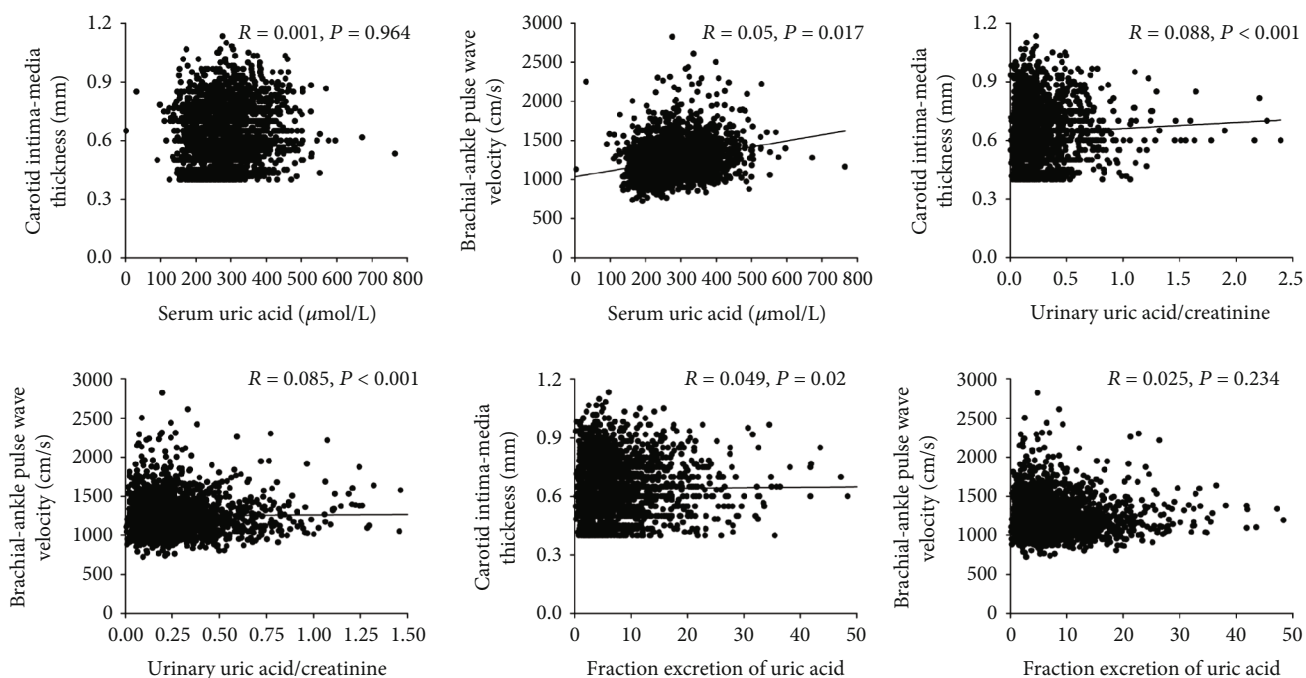 R = 0.001, P = 0.964
1.2
0.9
0.6
0.3
0.0
Carotid intima-media
thickness (mm)
0 100 200 300 400 500 600 700 800
Serum uric acid (μmol/L)
R = 0.05, P = 0.017
3000
2500
2000
1500
1000
500
0
Brachial-ankle pulse wave
velocity (cm/s)
0 100 200 300 400 500 600 700 800
Serum uric acid (μmol/L)
R = 0.088, P < 0.001
1.2
0.9
0.6
0.3
0.0
Carotid intima-media
thickness (mm)
0.0 0.5 1.0 1.5 2.0 2.5
Urinary uric acid/creatinine
R = 0.085, P < 0.001
3000
2500
2000
1500
1000
500
0
Brachial-ankle pulse wave
velocity (cm/s)
0.00 0.25 0.50 0.75 1.00 1.25 1.50
Urinary uric acid/creatinine
R = 0.049, P = 0.02
1.2
0.9
0.6
0.3
0.0
Carotid intima-media
thickness (mm)
0 10 20 30 40 50
Fraction excretion of uric acid
R = 0.025, P = 0.234
3000
2500
2000
1500
1000
500
0
Brachial-ankle pulse wave
velocity (cm/s)
0 10 20 30 40 50
Fraction excretion of uric acid